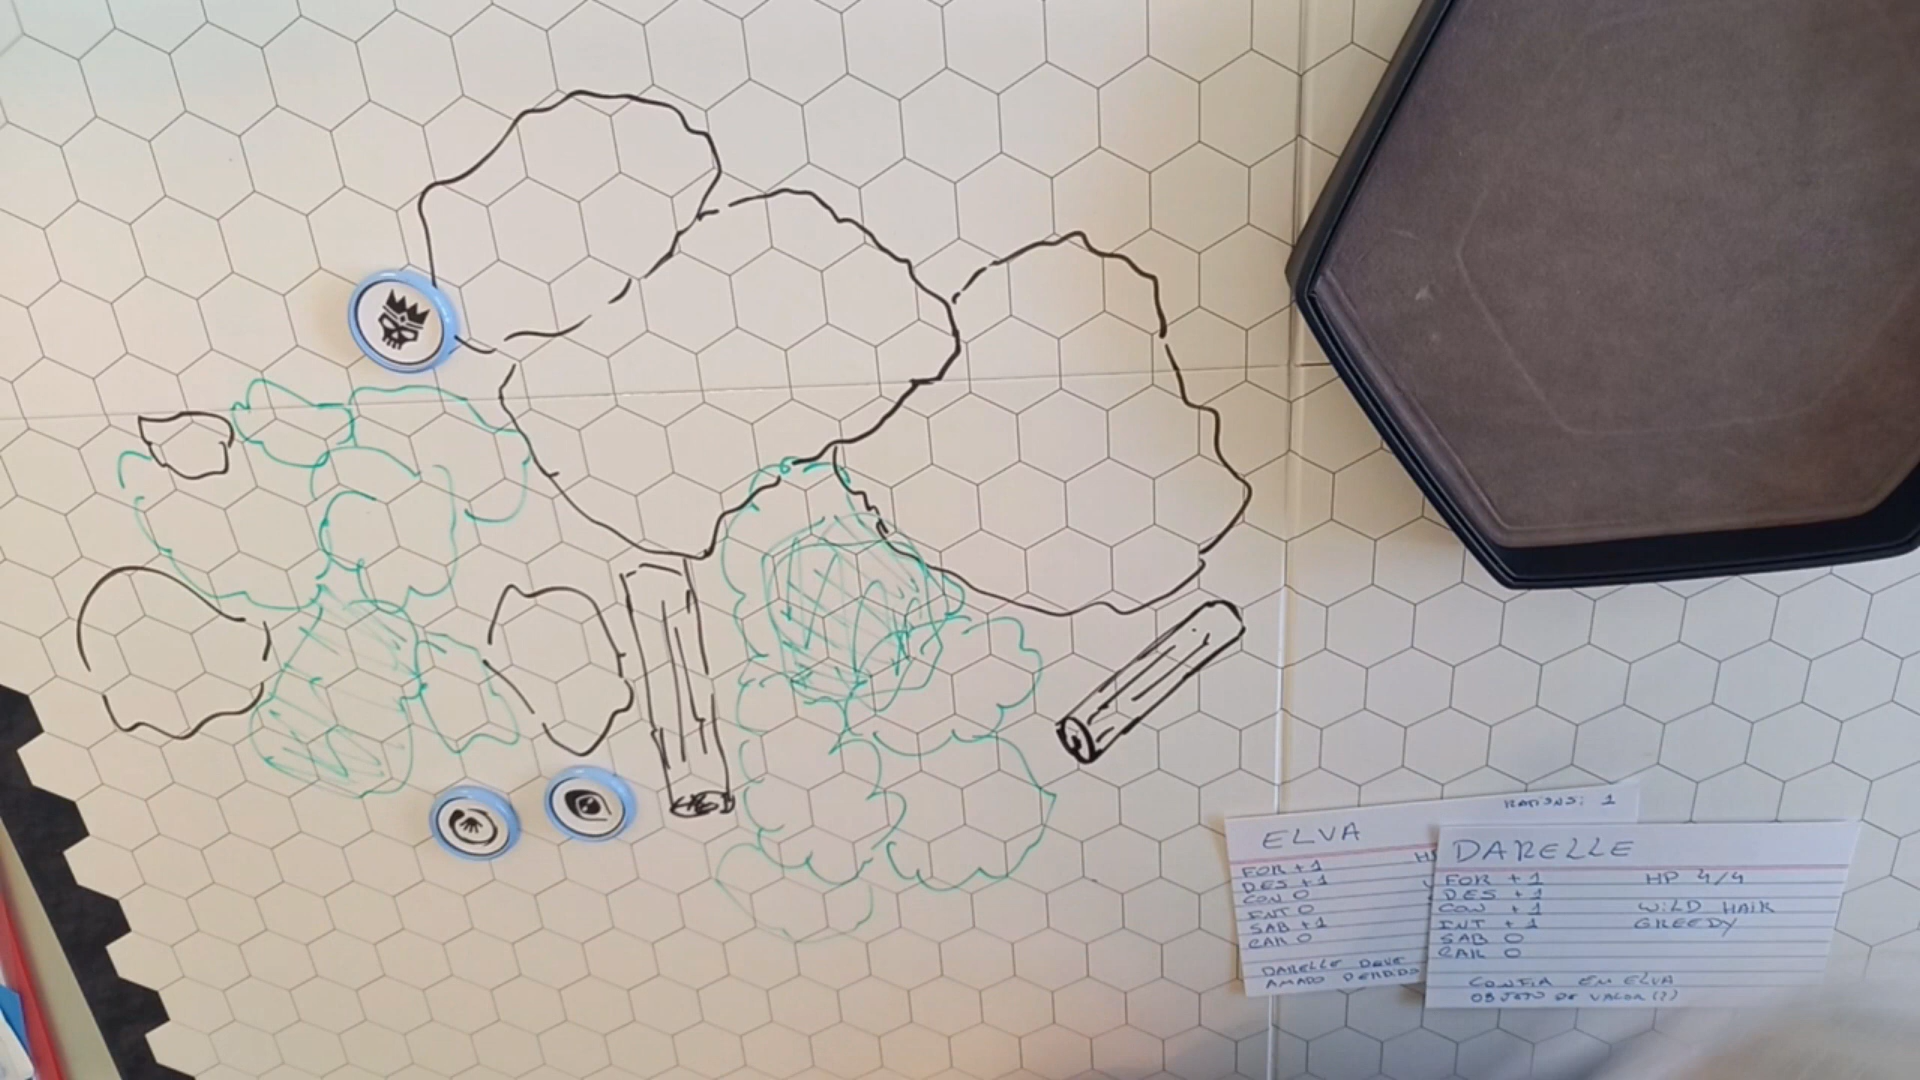 RATIONS: 1
ELVA
FOR +1
DES +1
CON 0
INT 0
SAB +1
CAR 0
DARELLE DEVE
AMADO PERDIDO
DARELLE
FOR +1
DES +1
CON +1
INT +1
SAB 0
CAR 0
HP 4/4
WILD HAIR
GREEDY
CONFIA EM ELVA
OBJETO DE VALOR (?)